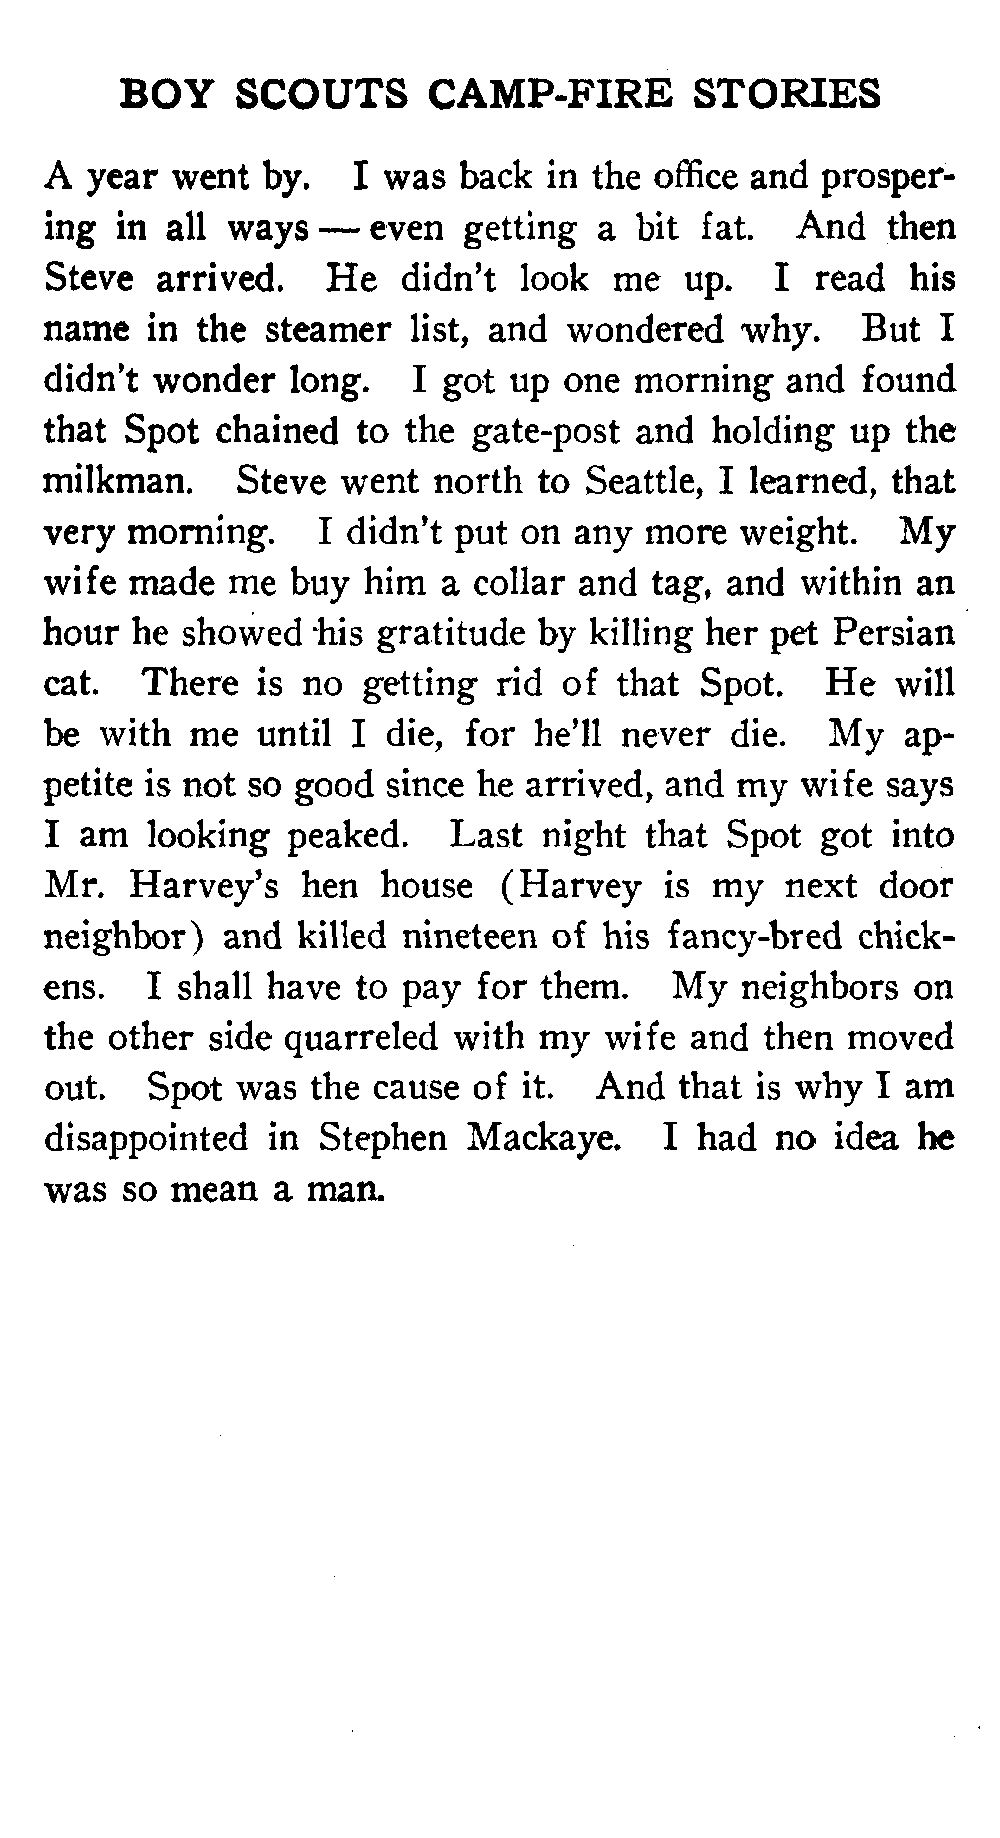 BOY SCOUTS CAMP-FIRE STORIES
A year went by. I was back in the office and prosper-
ing in all ways — even getting a bit fat. And then
Steve arrived. He didn't look me up. I read his
name in the steamer list, and wondered why. But I
didn't wonder long. I got up one morning and found
that Spot chained to the gate-post and holding up the
milkman. Steve went north to Seattle, I learned, that
very morning. I didn't put on any more weight. My
wife made me buy him a collar and tag, and within an
hour he showed his gratitude by killing her pet Persian
cat. There is no getting rid of that Spot. He will
be with me until I die, for he'll never die. My ap-
petite is not so good since he arrived, and my wife says
I am looking peaked. Last night that Spot got into
Mr. Harvey's hen house (Harvey is my next door
neighbor) and killed nineteen of his fancy-bred chick-
ens. I shall have to pay for them. My neighbors on
the other side quarreled with my wife and then moved
out. Spot was the cause of it. And that is why I am
disappointed in Stephen Mackaye. I had no idea he
was so mean a man.